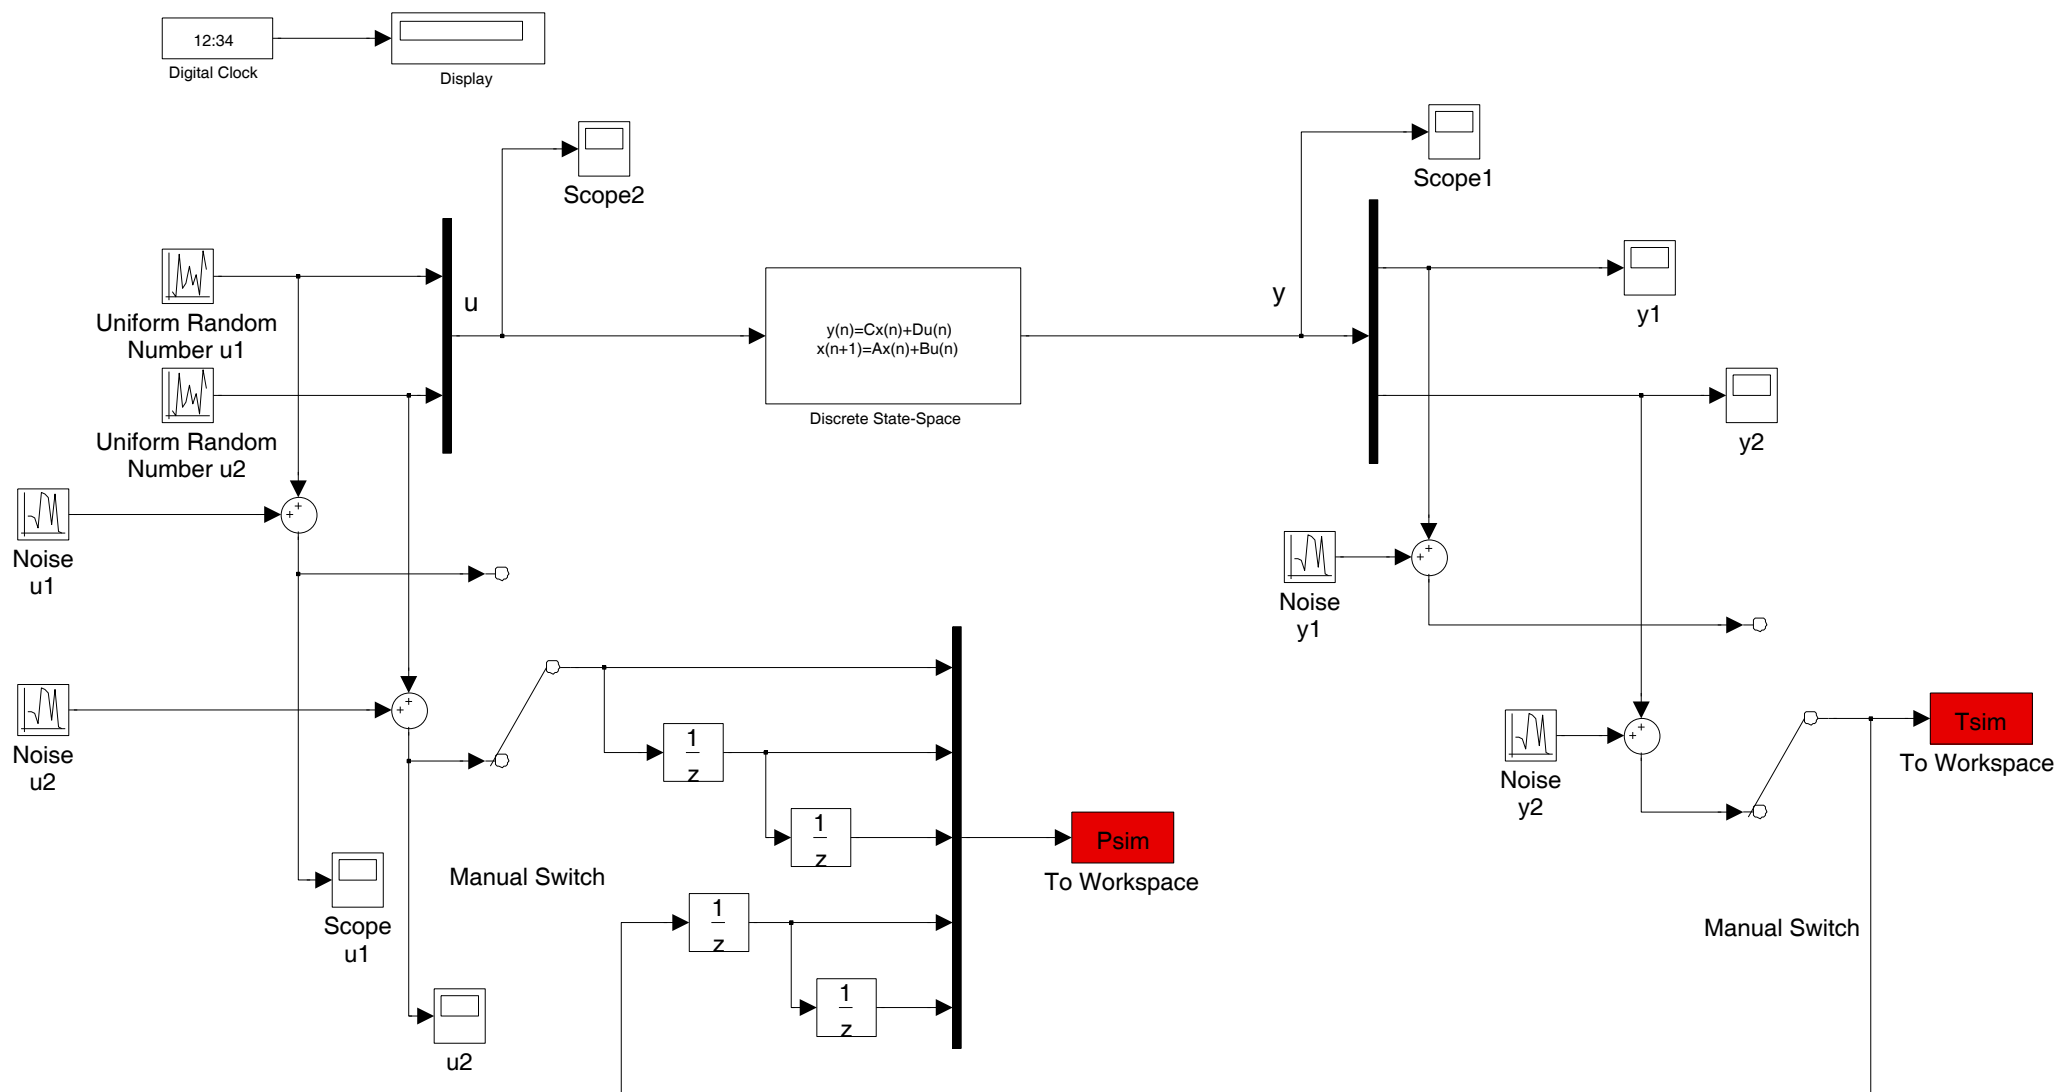 12:34
Digital Clock
Display
Scope2
Scope1
Uniform Random
Number u1
u
y
y1
y(n)=Cx(n)+Du(n)
x(n+1)=Ax(n)+Bu(n)
Discrete State-Space
Uniform Random
Number u2
y2
+
+
Noise
u1
+
+
Noise
y1
+
+
Noise
u2
1
z
1
z
+
+
Noise
y2
Tsim
To Workspace
Psim
To Workspace
Manual Switch
Scope
u1
1
z
Manual Switch
1
z
u2